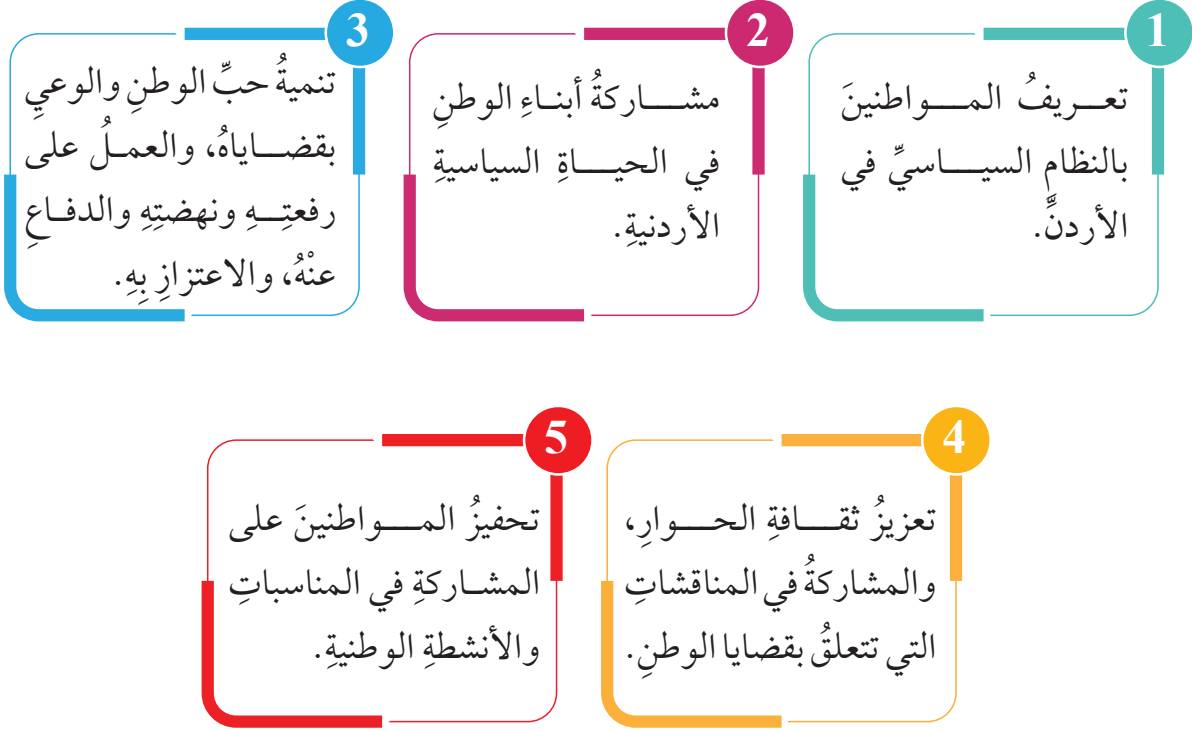 1
تعريفُ المواطنينَ
بالنظامِ السياسيِّ في
الأردنَّ.
2
مشاركةُ أبناءِ الوطنِ
في الحياةِ السياسيةِ
الأردنيةِ.
3
تنميةُ حبِّ الوطنِ والوعيِ
بقضاياهُ، والعملُ على
رفعتِهِ ونهضتِهِ والدفاعِ
عنْهُ، والاعتزازِ بِهِ.
4
تعزيزُ ثقافةِ الحوارِ،
والمشاركةُ في المناقشاتِ
التي تتعلقُ بقضايا الوطنِ.
5
تحفيزُ المواطنينَ على
المشاركةِ في المناسباتِ
والأنشطةِ الوطنيةِ.